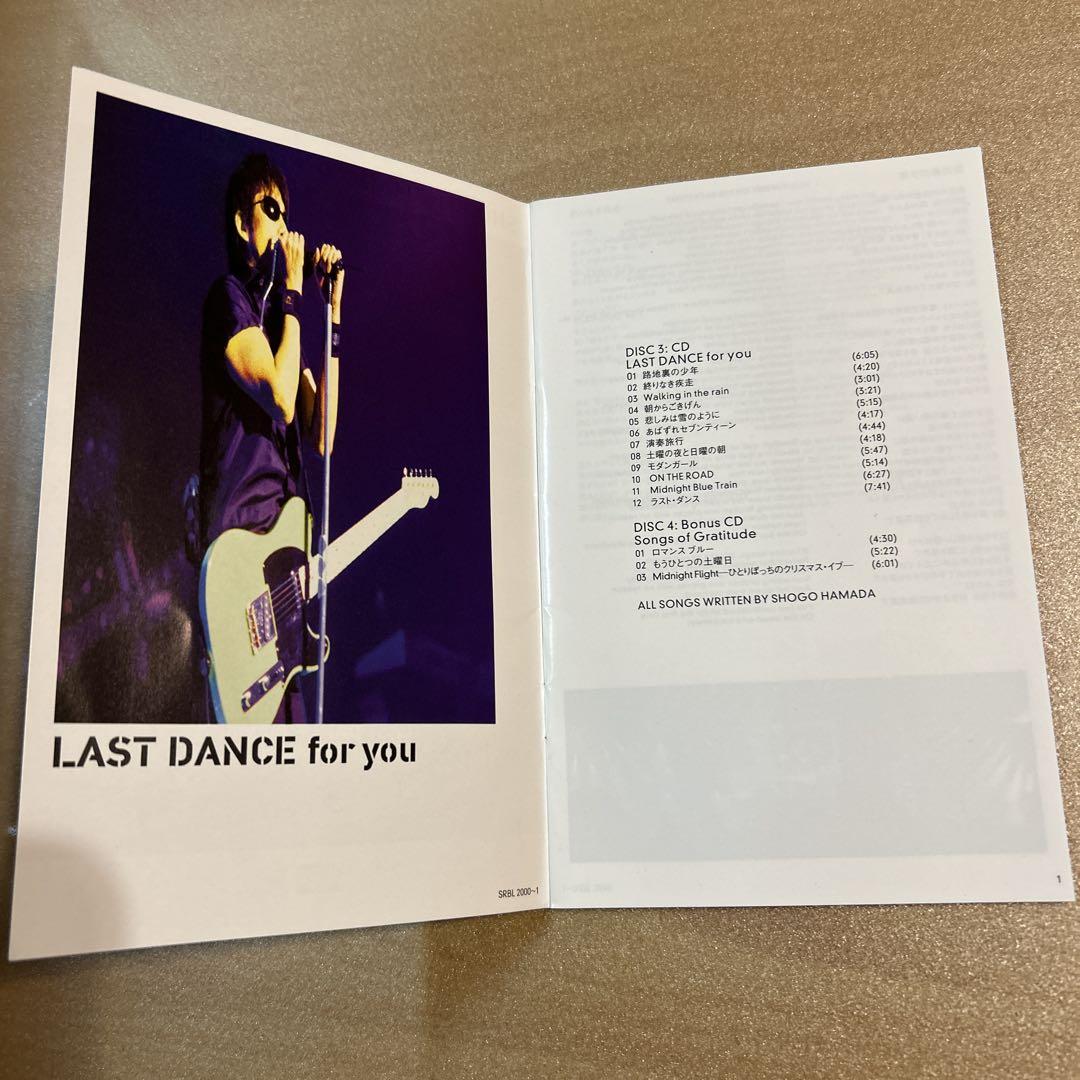 LAST DANCE for you
SRBL 2000~1
DISC 3: CD
LAST DANCE for you
01 路地裏の少年 (6:05)
02 終りなき疾走 (4:20)
03 Walking in the rain (3:01)
04 朝からごきげん (3:21)
05 悲しみは雪のように (5:15)
06 あばずれセブンティーン (4:17)
07 演奏旅行 (4:44)
08 土曜の夜と日曜の朝 (4:18)
09 モダンガール (5:47)
10 ON THE ROAD (5:14)
11 Midnight Blue Train (6:27)
12 ラスト・ダンス (7:41)
DISC 4: Bonus CD
Songs of Gratitude
01 ロマンス ブルー (4:30)
02 もうひとつの土曜日 (5:22)
03 Midnight Flight—ひとりぼっちのクリスマス・イブ— (6:01)
ALL SONGS WRITTEN BY SHOGO HAMADA
1